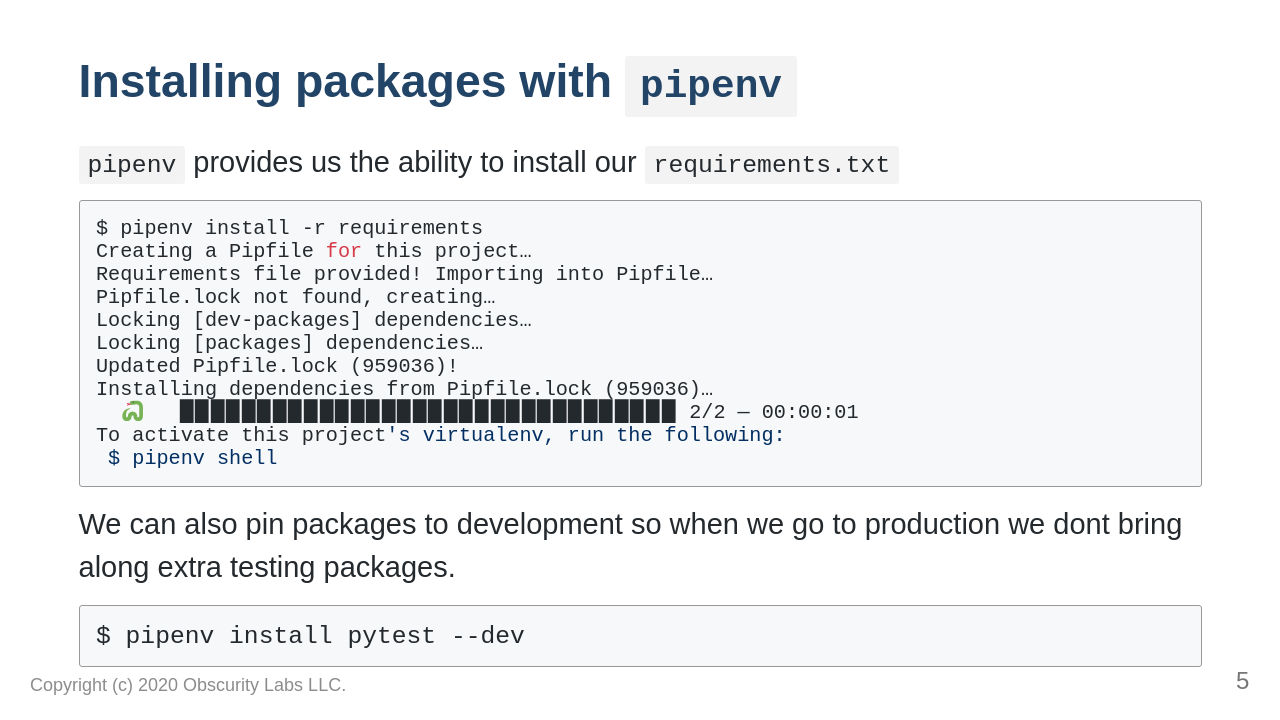 Installing packages with pipenv
pipenv provides us the ability to install our requirements.txt
$ pipenv install -r requirements
Creating a Pipfile for this project…
Requirements file provided! Importing into Pipfile…
Pipfile.lock not found, creating…
Locking [dev-packages] dependencies…
Locking [packages] dependencies…
Updated Pipfile.lock (959036)!
Installing dependencies from Pipfile.lock (959036)…
🐍 ████████████████████████████████ 2/2 — 00:00:01
To activate this project's virtualenv, run the following:
$ pipenv shell
We can also pin packages to development so when we go to production we dont bring
along extra testing packages.
$ pipenv install pytest --dev
Copyright (c) 2020 Obscurity Labs LLC.
5